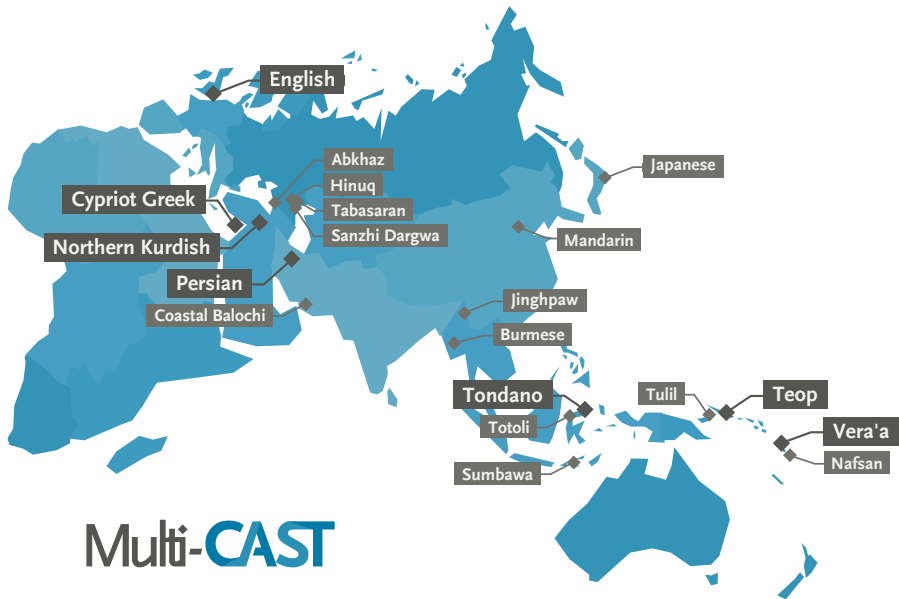 English
Abkhaz
Japanese
Hinuq
Cypriot Greek
Tabasaran
Sanzhi Dargwa
Mandarin
Northern Kurdish
Persian
Jinghpaw
Coastal Balochi
Burmese
Tondano
Tulil
Teop
Totoli
Vera'a
Nafsan
Sumbawa
Multi-CAST